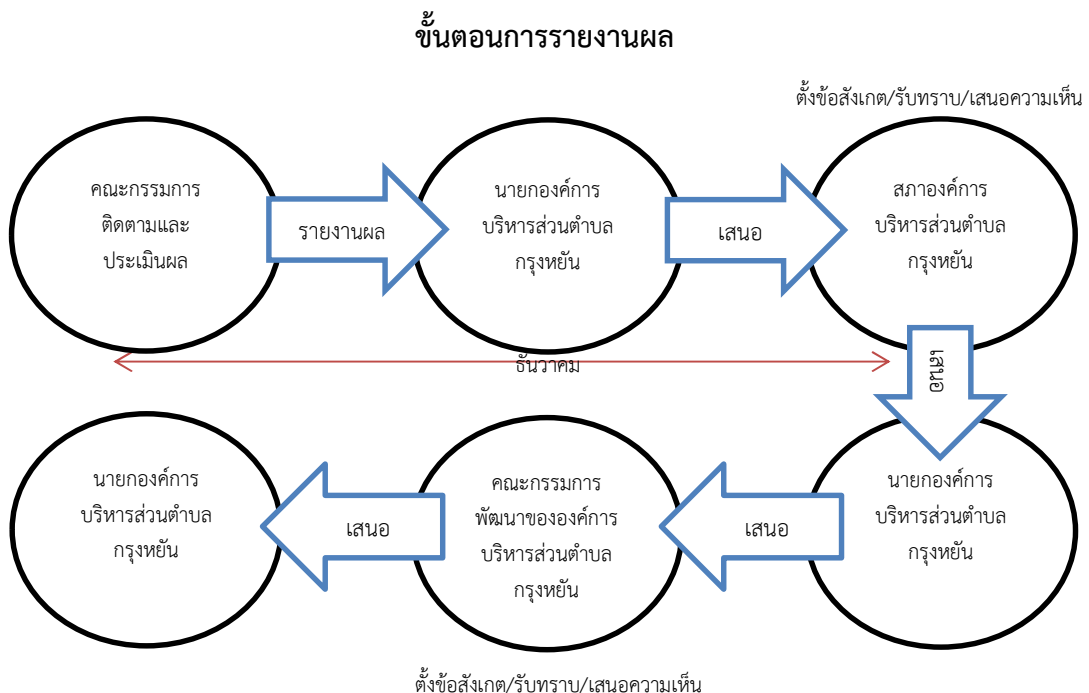 ขั้นตอนการรายงานผล
ตั้งข้อสังเกต/รับทราบ/เสนอความเห็น
คณะกรรมการ
ติดตามและ
ประเมินผล
รายงานผล
นายกองค์การ
บริหารส่วนตำบล
กรุงหยัน
เสนอ
สภาองค์การ
บริหารส่วนตำบล
กรุงหยัน
ธันวาคม
เสนอ
นายกองค์การ
บริหารส่วนตำบล
กรุงหยัน
เสนอ
คณะกรรมการ
พัฒนาขององค์การ
บริหารส่วนตำบล
กรุงหยัน
เสนอ
นายกองค์การ
บริหารส่วนตำบล
กรุงหยัน
ตั้งข้อสังเกต/รับทราบ/เสนอความเห็น